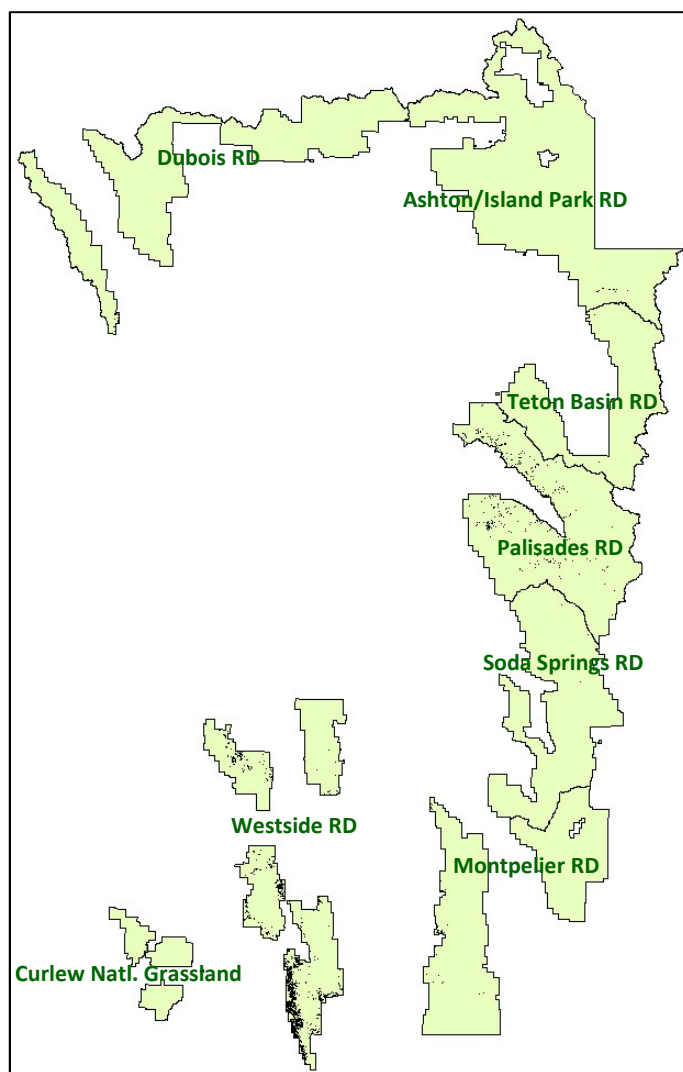 Dubois RD
Ashton/Island Park RD
Teton Basin RD
Palisades RD
Soda Springs RD
Westside RD
Montpelier RD
Curlew Natl. Grassland